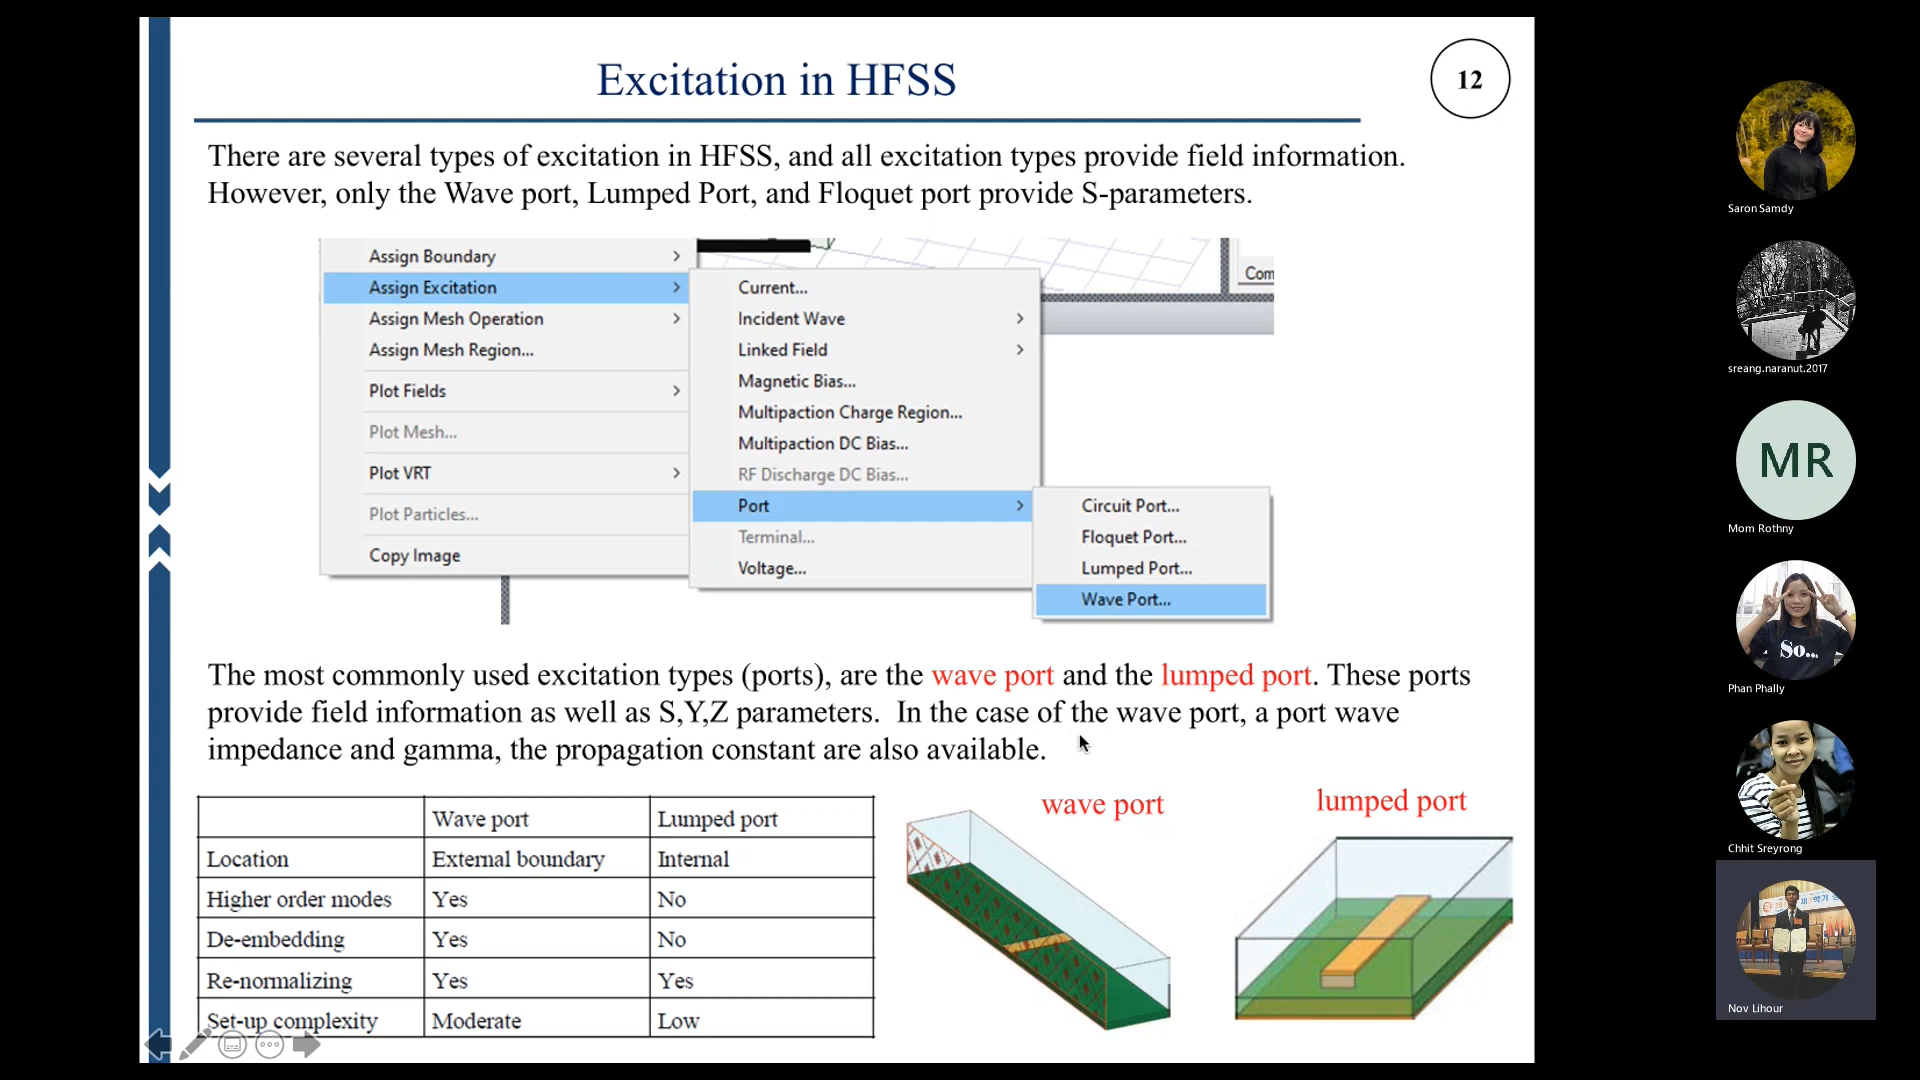 Excitation in HFSS
12
There are several types of excitation in HFSS, and all excitation types provide field information.
However, only the Wave port, Lumped Port, and Floquet port provide S-parameters.
Assign Boundary
Assign Excitation
Assign Mesh Operation
Assign Mesh Region...
Plot Fields
Plot Mesh...
Plot VRT
Plot Particles...
Copy Image
Current...
Incident Wave
Linked Field
Magnetic Bias...
Multipaction Charge Region...
Multipaction DC Bias...
RF Discharge DC Bias...
Port
Terminal...
Voltage...
Circuit Port...
Floquet Port...
Lumped Port...
Wave Port...
Com
The most commonly used excitation types (ports), are the wave port and the lumped port. These ports
provide field information as well as S,Y,Z parameters. In the case of the wave port, a port wave
impedance and gamma, the propagation constant are also available.
Wave port Lumped port
Location External boundary Internal
Higher order modes Yes No
De-embedding Yes No
Re-normalizing Yes Yes
Set-up complexity Moderate Low
wave port
lumped port
Saron Samdy
sreang.naranut.2017
MR
Mom Rothny
So...
Phan Phally
Chhit Sreyrong
Nov Lihour